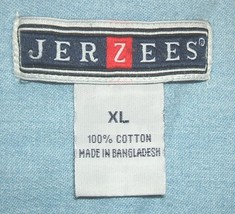 JERZEES
XL
100% COTTON
MADE IN BANGLADESH